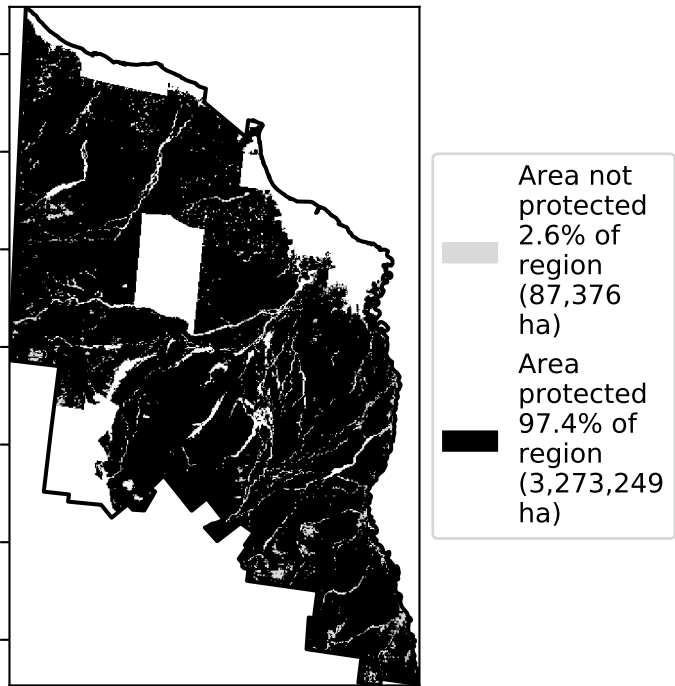 Area not
protected
2.6% of
region
(87,376
ha)
Area
protected
97.4% of
region
(3,273,249
ha)